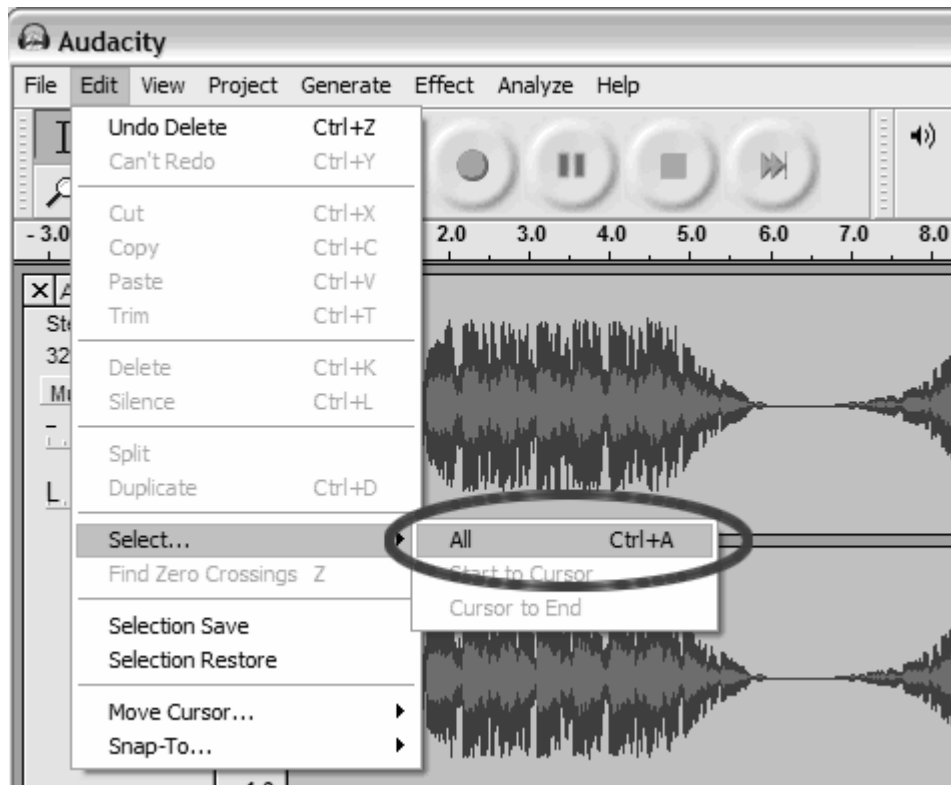 Audacity
File Edit View Project Generate Effect Analyze Help
Undo Delete Ctrl+Z
Can't Redo Ctrl+Y
Cut Ctrl+X
Copy Ctrl+C
Paste Ctrl+V
Trim Ctrl+T
Delete Ctrl+K
Silence Ctrl+L
Split
Duplicate Ctrl+D
Select...
Find Zero Crossings Z
Selection Save
Selection Restore
Move Cursor...
Snap-To...
All Ctrl+A
Start to Cursor
Cursor to End
- 3.0 2.0 3.0 4.0 5.0 6.0 7.0 8.0
32
L